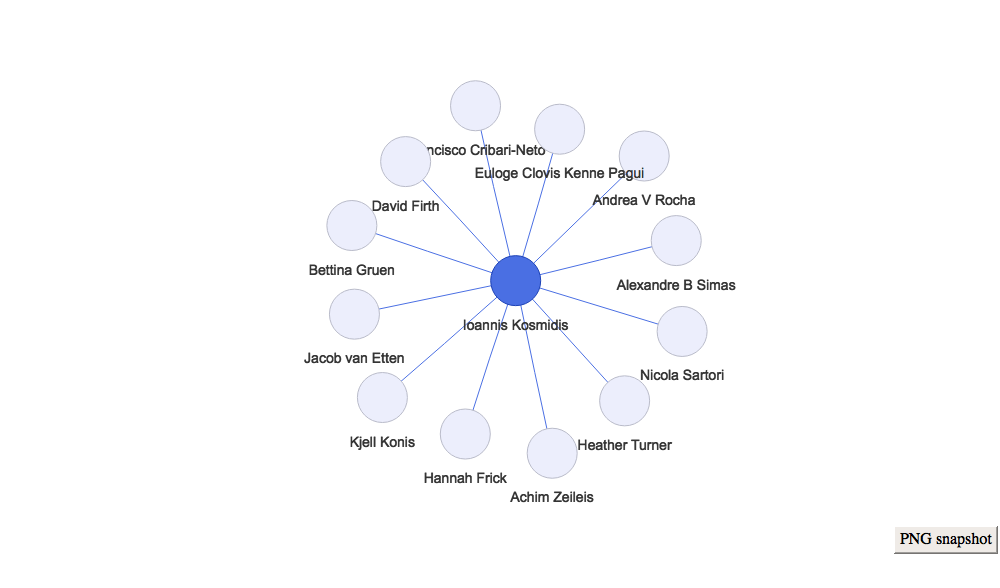 ncisco Cribari-Neto
Euloge Clovis Kenne Pagui
Andrea V Rocha
David Firth
Bettina Gruen
Alexandre B Simas
Ioannis Kosmidis
Jacob van Etten
Nicola Sartori
Kjell Konis
Heather Turner
Hannah Frick
Achim Zeileis
PNG snapshot